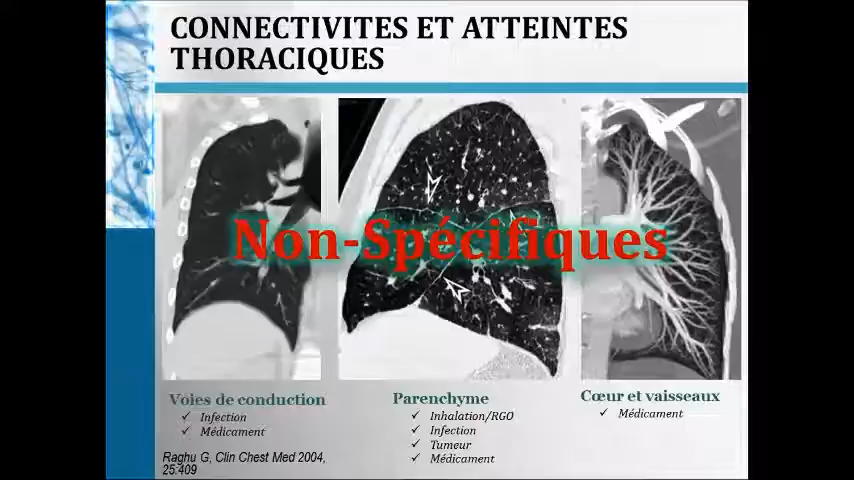 CONNECTIVITES ET ATTEINTES
THORACIQUES
Non-Spécifiques
Voies de conduction
✓ Infection
✓ Médicament
Parenchyme
✓ Inhalation/RGO
✓ Infection
✓ Tumeur
✓ Médicament
Cœur et vaisseaux
✓ Médicament
Raghu G, Clin Chest Med 2004,
25:409